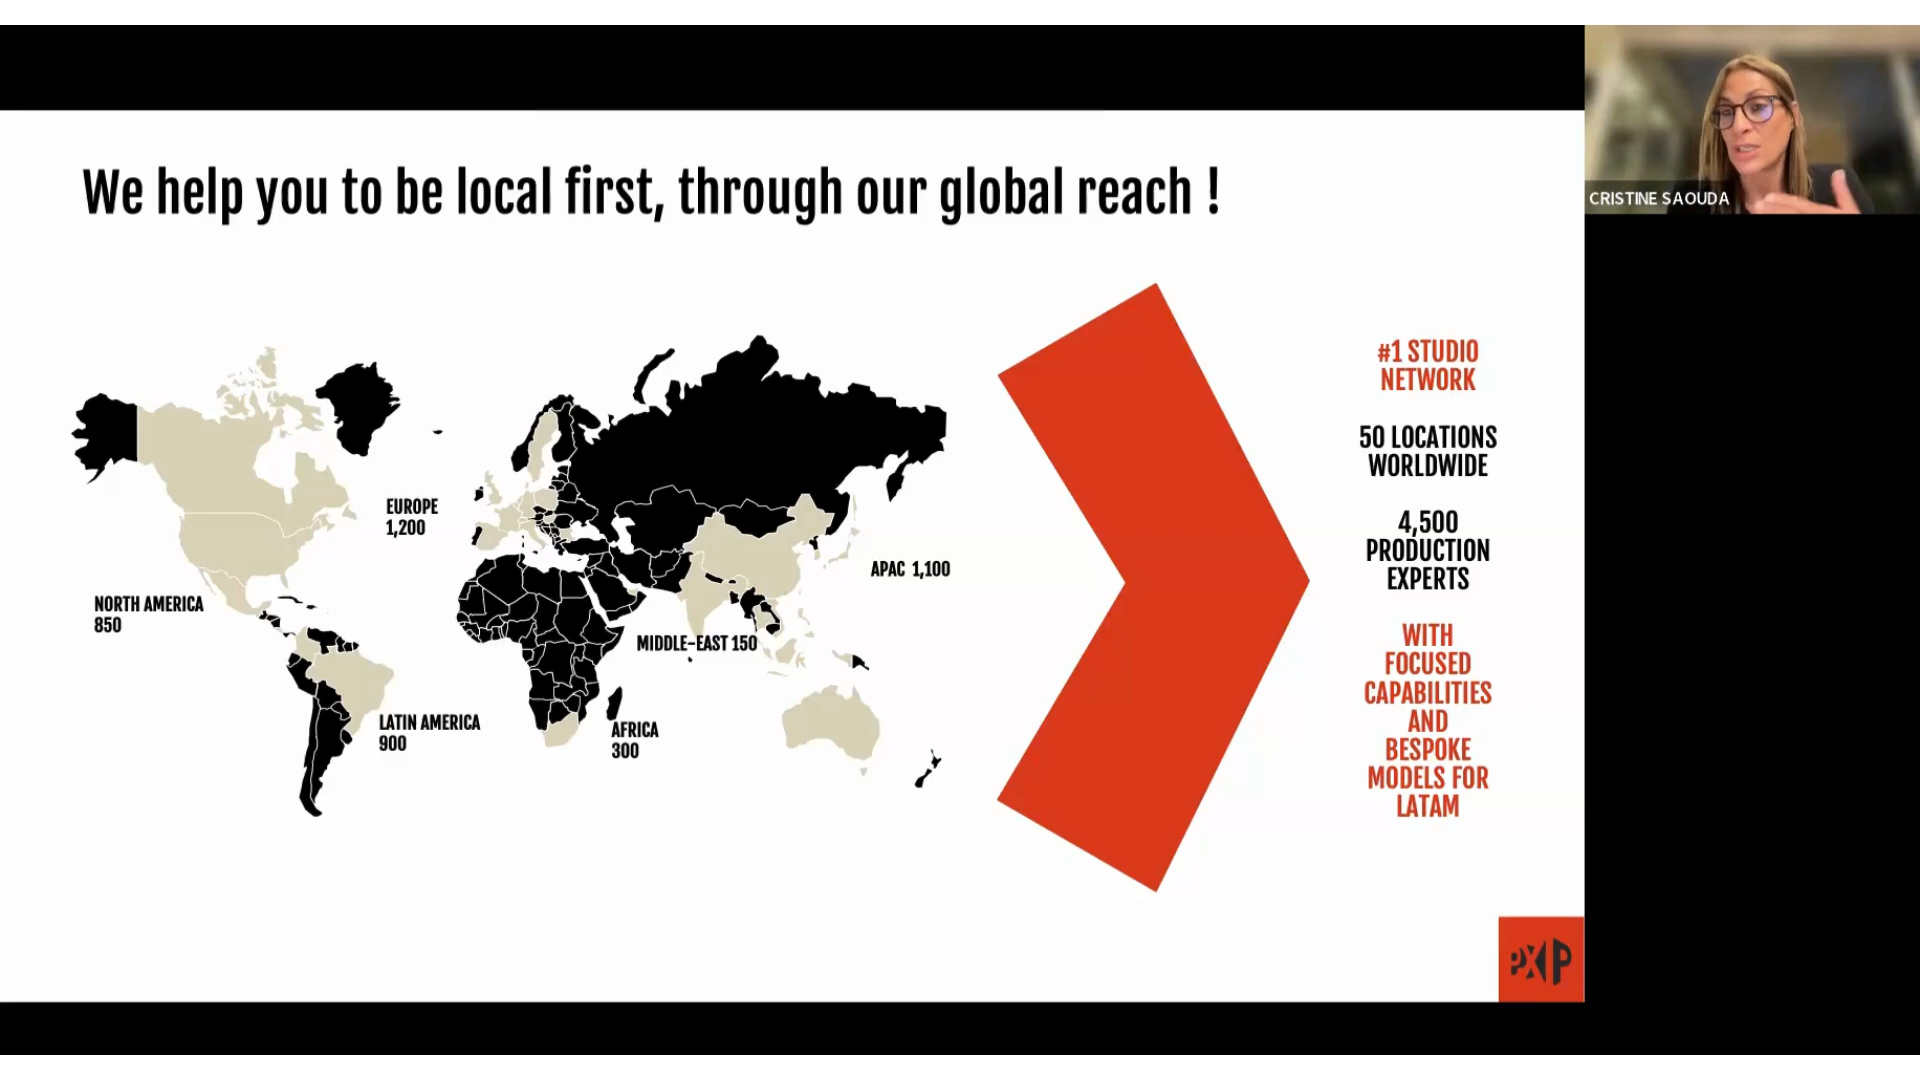 CRISTINE SAOUDA
We help you to be local first, through our global reach !
#1 STUDIO
NETWORK
50 LOCATIONS
WORLDWIDE
4,500
PRODUCTION
EXPERTS
WITH
FOCUSED
CAPABILITIES
AND
BESPOKE
MODELS FOR
LATAM
EUROPE
1,200
APAC 1,100
NORTH AMERICA
850
MIDDLE-EAST 150
LATIN AMERICA
900
AFRICA
300
PXP